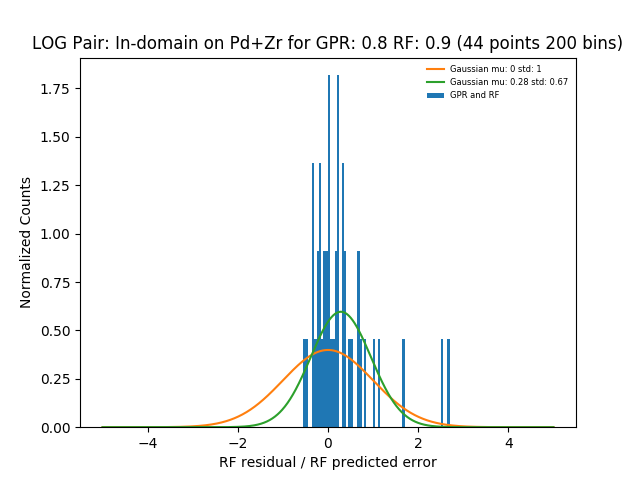 LOG Pair: In-domain on Pd+Zr for GPR: 0.8 RF: 0.9 (44 points 200 bins)
Gaussian mu: 0 std: 1
Gaussian mu: 0.28 std: 0.67
GPR and RF
Normalized Counts
1.75
1.50
1.25
1.00
0.75
0.50
0.25
0.00
−4
−2
0
2
4
RF residual / RF predicted error